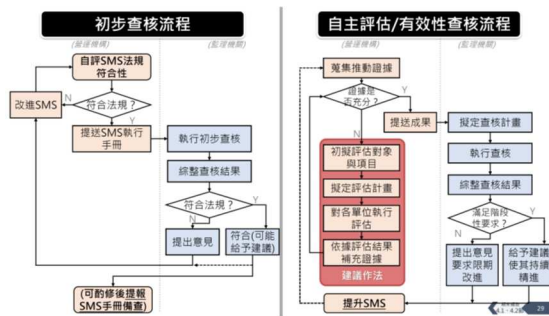 初步查核流程
(營運機構)
(監理機關)
自評SMS法規
符合性
改進SMS
N
符合法規？
Y
提送SMS執行
手冊
執行初步查核
綜整查核結果
符合法規？
N
Y
提出意見
符合(可能
給予建議)
(可酌修後提報
SMS手冊備查)
自主評估/有效性查核流程
(營運機構)
(監理機關)
蒐集推動證據
證據是
否充分？
Y
N
提送成果
擬定查核計畫
初擬評估對象
與項目
執行查核
擬定評估計畫
綜整查核結果
對各單位執行
評估
滿足階段
性要求？
N
Y
依據評估結果
補充證據
建議作法
提出意見
要求限期
改進
給予建議
使其持續
精進
提升SMS
29